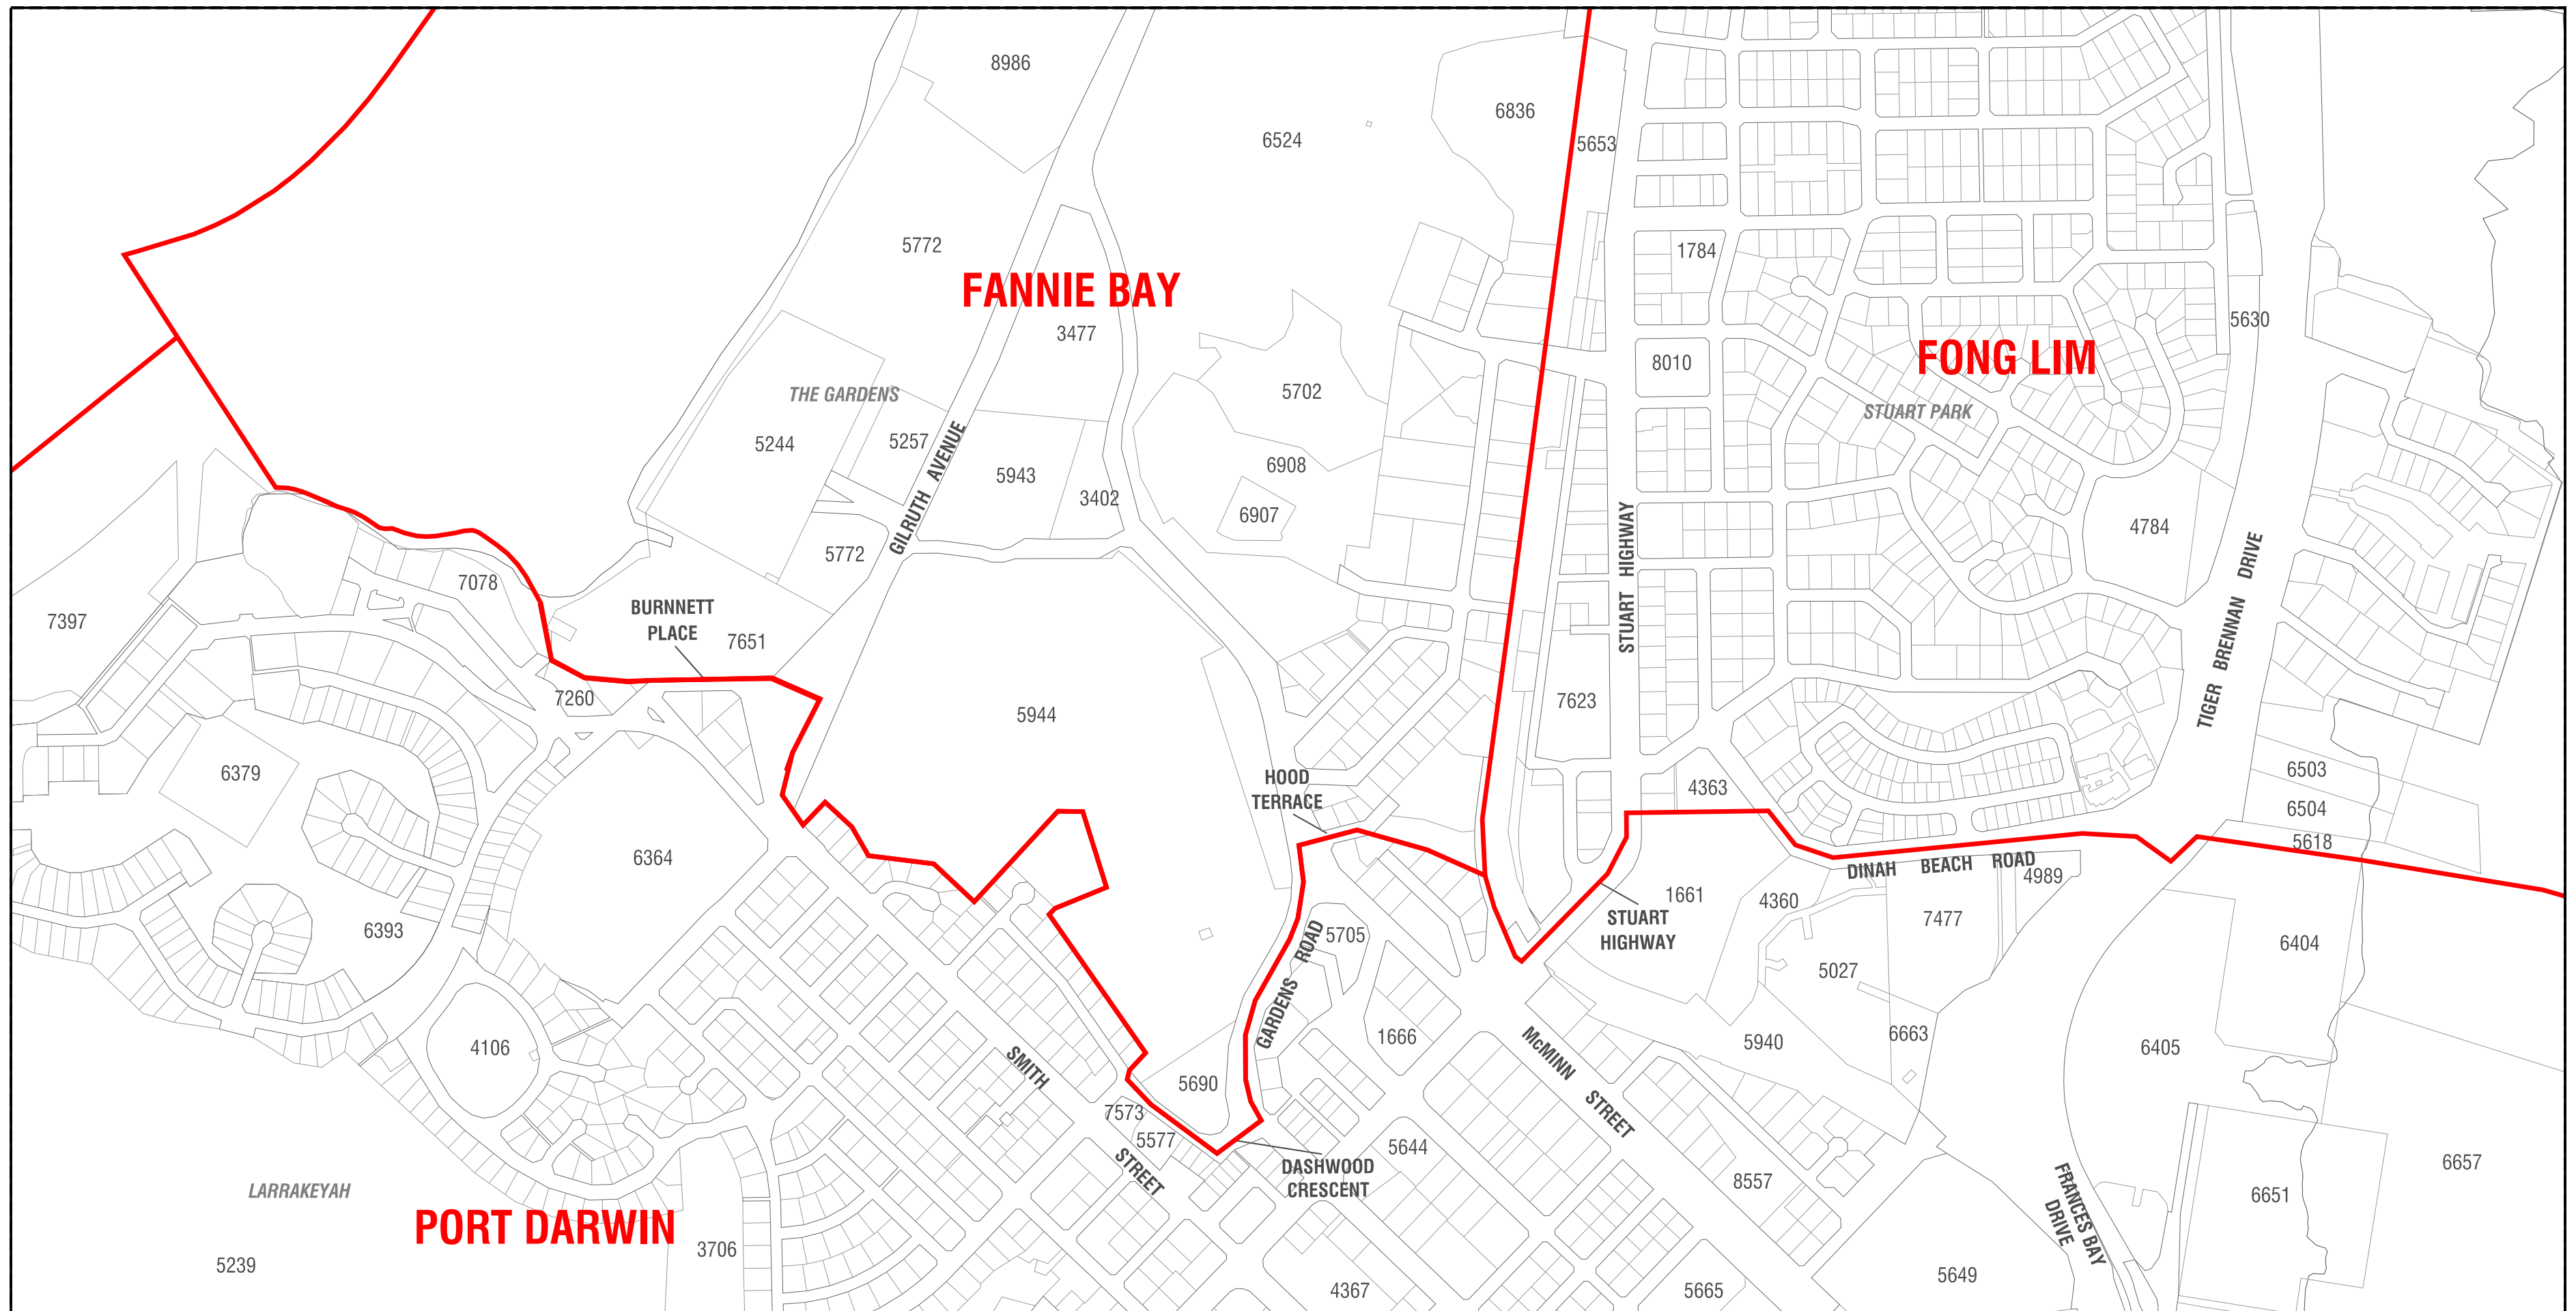 8986
6836
6524
5653
5772
1784
FANNIE BAY
3477
5630
FONG LIM
8010
THE GARDENS
5702
STUART PARK
5244
5257
GILRUTH AVENUE
5943
3402
6908
6907
4784
5772
STUART HIGHWAY
TIGER BRENNAN DRIVE
7078
7397
BURNNETT
PLACE
7651
7260
5944
7623
6379
HOOD
TERRACE
4363
6503
6504
5618
6364
DINAH BEACH ROAD
4989
1661
4360
STUART
HIGHWAY
7477
6393
GARDENS ROAD
5705
5027
6404
4106
SMITH
STREET
1666
McMINN
STREET
5940
6663
6405
5690
7573
5577
5644
DASHWOOD
CRESCENT
8557
FRANCES BAY
DRIVE
6657
6651
LARRAKEYAH
PORT DARWIN
3706
5239
4367
5665
5649